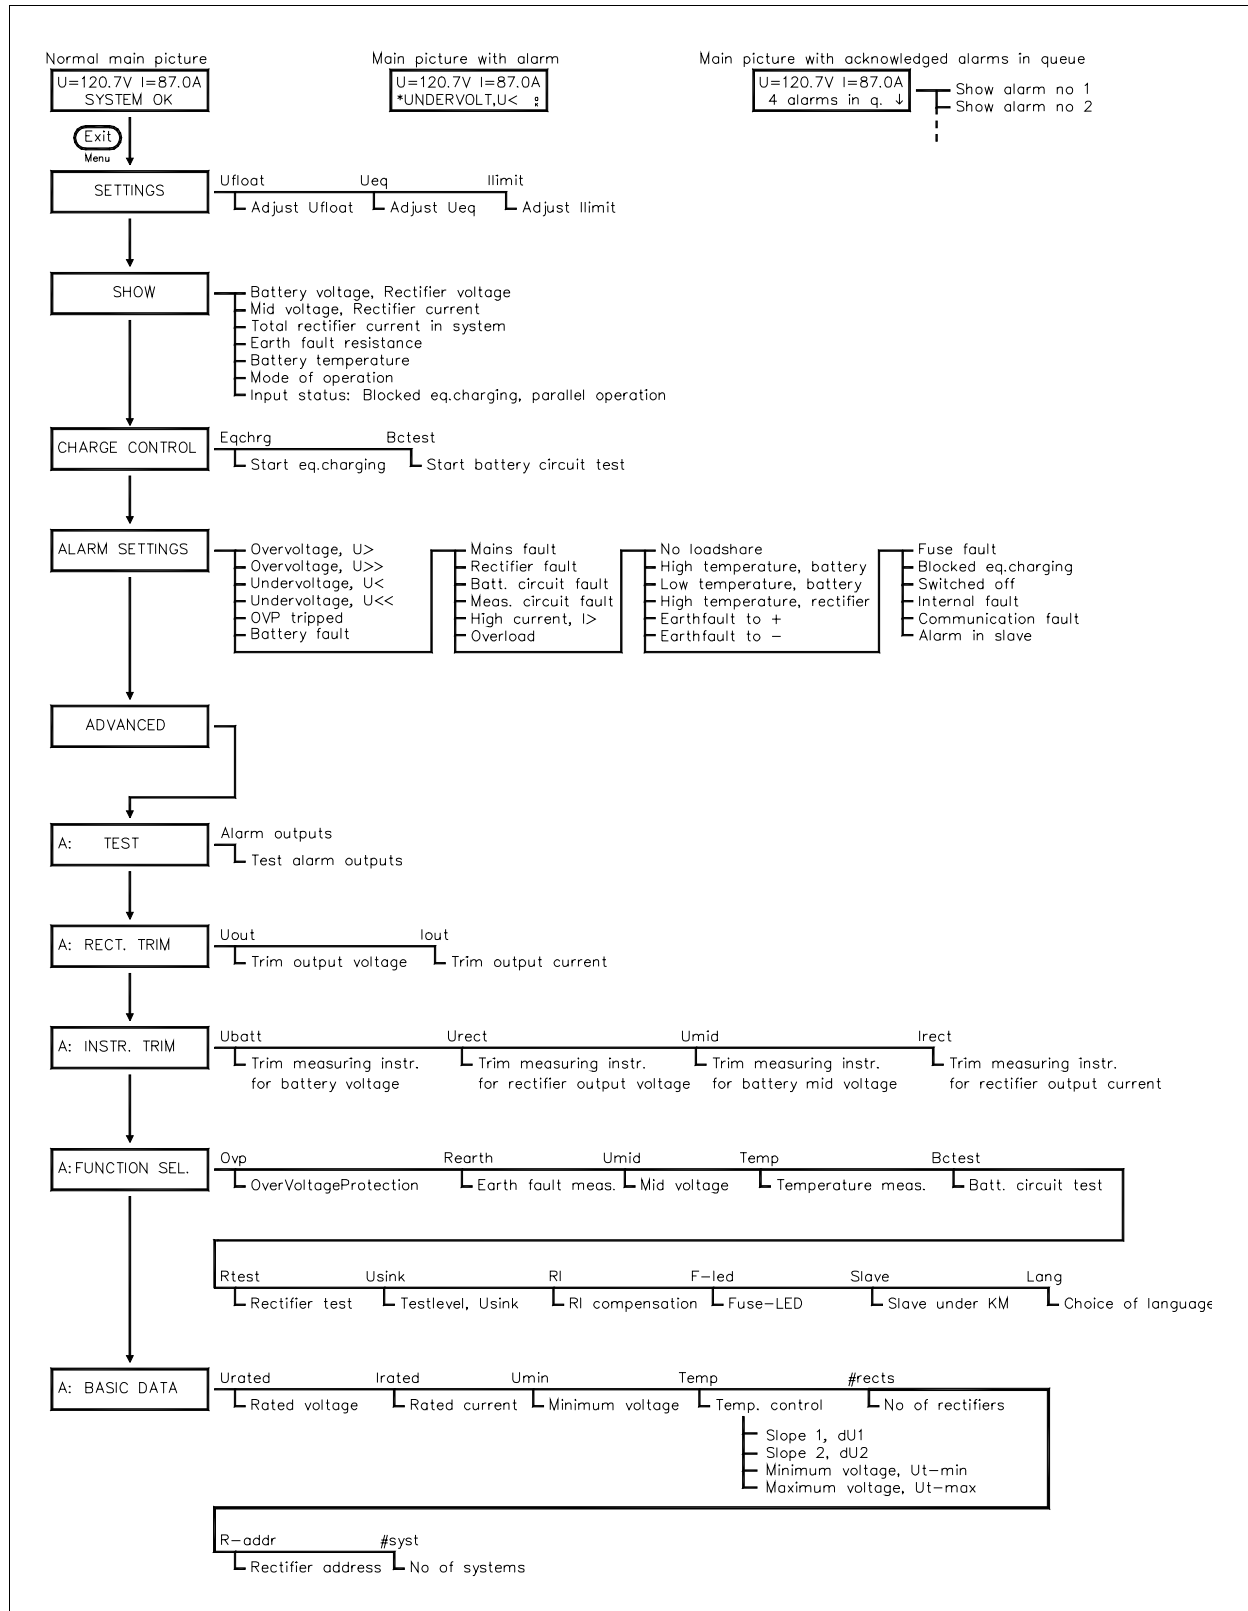 Normal main picture
Main picture with alarm
Main picture with acknowledged alarms in queue
U=120.7V I=87.0A
SYSTEM OK
U=120.7V I=87.0A
*UNDERVOLT,U<
U=120.7V I=87.0A
4 alarms in q. ↓
Show alarm no 1
Show alarm no 2
Exit
Menu
SETTINGS
Ufloat
Ueq
Ilimit
Adjust Ufloat
Adjust Ueq
Adjust Ilimit
SHOW
Battery voltage, Rectifier voltage
Mid voltage, Rectifier current
Total rectifier current in system
Earth fault resistance
Battery temperature
Mode of operation
Input status: Blocked eq.charging, parallel operation
CHARGE CONTROL
Eqchrg
Bctest
Start eq.charging
Start battery circuit test
ALARM SETTINGS
Overvoltage, U>
Overvoltage, U>>
Undervoltage, U<
Undervoltage, U<<
OVP tripped
Battery fault
Mains fault
Rectifier fault
Batt. circuit fault
Meas. circuit fault
High current, I>
Overload
No loadshare
High temperature, battery
Low temperature, battery
High temperature, rectifier
Earthfault to +
Earthfault to −
Fuse fault
Blocked eq.charging
Switched off
Internal fault
Communication fault
Alarm in slave
ADVANCED
A: TEST
Alarm outputs
Test alarm outputs
A: RECT. TRIM
Uout
Iout
Trim output voltage
Trim output current
A: INSTR. TRIM
Ubatt
Urect
Umid
Irect
Trim measuring instr.
for battery voltage
Trim measuring instr.
for rectifier output voltage
Trim measuring instr.
for battery mid voltage
Trim measuring instr.
for rectifier output current
A:FUNCTION SEL.
Ovp
Rearth
Umid
Temp
Bctest
OverVoltageProtection
Earth fault meas.
Mid voltage
Temperature meas.
Batt. circuit test
Rtest
Usink
RI
F−led
Slave
Lang
Rectifier test
Testlevel, Usink
RI compensation
Fuse−LED
Slave under KM
Choice of language
A: BASIC DATA
Urated
Irated
Umin
Temp
#rects
Rated voltage
Rated current
Minimum voltage
Temp. control
No of rectifiers
Slope 1, dU1
Slope 2, dU2
Minimum voltage, Ut−min
Maximum voltage, Ut−max
R−addr
#syst
Rectifier address
No of systems